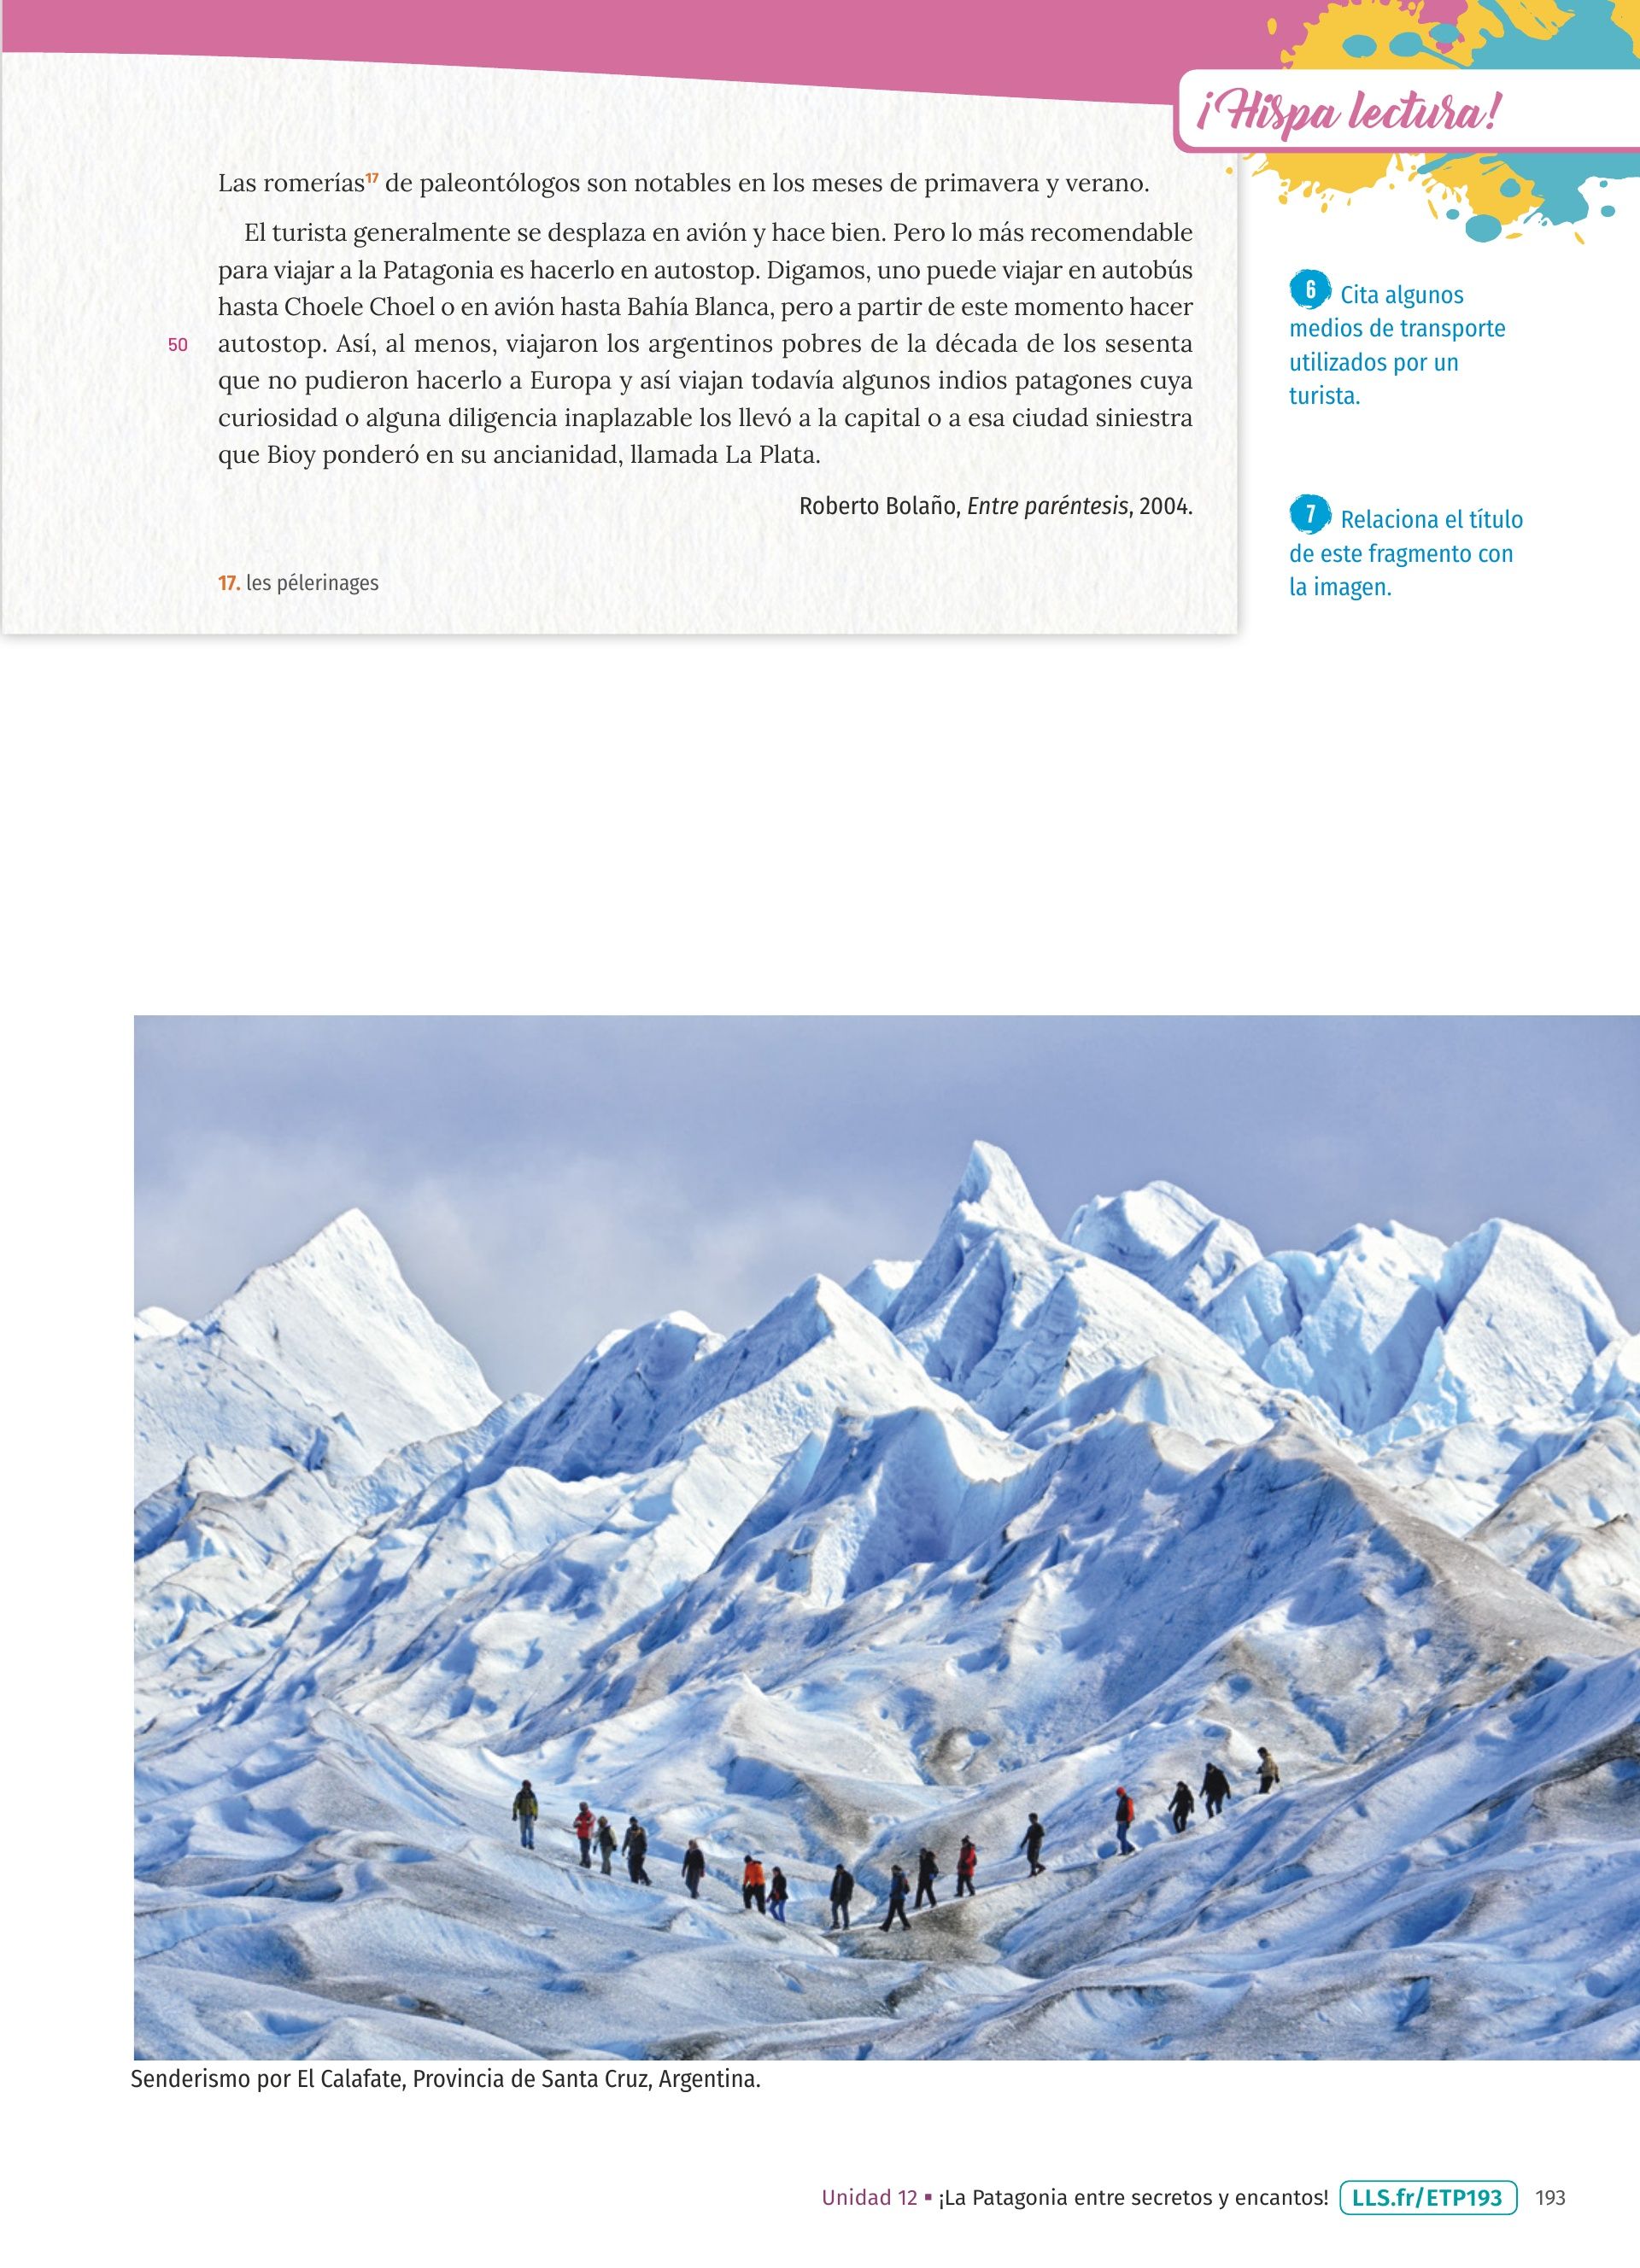 ¡Hispa lectura!
Las romerías17 de paleontólogos son notables en los meses de primavera y verano.
El turista generalmente se desplaza en avión y hace bien. Pero lo más recomendable
para viajar a la Patagonia es hacerlo en autostop. Digamos, uno puede viajar en autobús
hasta Choele Choel o en avión hasta Bahía Blanca, pero a partir de este momento hacer
50 autostop. Así, al menos, viajaron los argentinos pobres de la década de los sesenta
que no pudieron hacerlo a Europa y así viajan todavía algunos indios patagones cuya
curiosidad o alguna diligencia inaplazable los llevó a la capital o a esa ciudad siniestra
que Bioy ponderó en su ancianidad, llamada La Plata.
Roberto Bolaño, Entre paréntesis, 2004.
17. les pélerinages
6 Cita algunos
medios de transporte
utilizados por un
turista.
7 Relaciona el título
de este fragmento con
la imagen.
Senderismo por El Calafate, Provincia de Santa Cruz, Argentina.
Unidad 12 ▪ ¡La Patagonia entre secretos y encantos! LLS.fr/ETP193 193